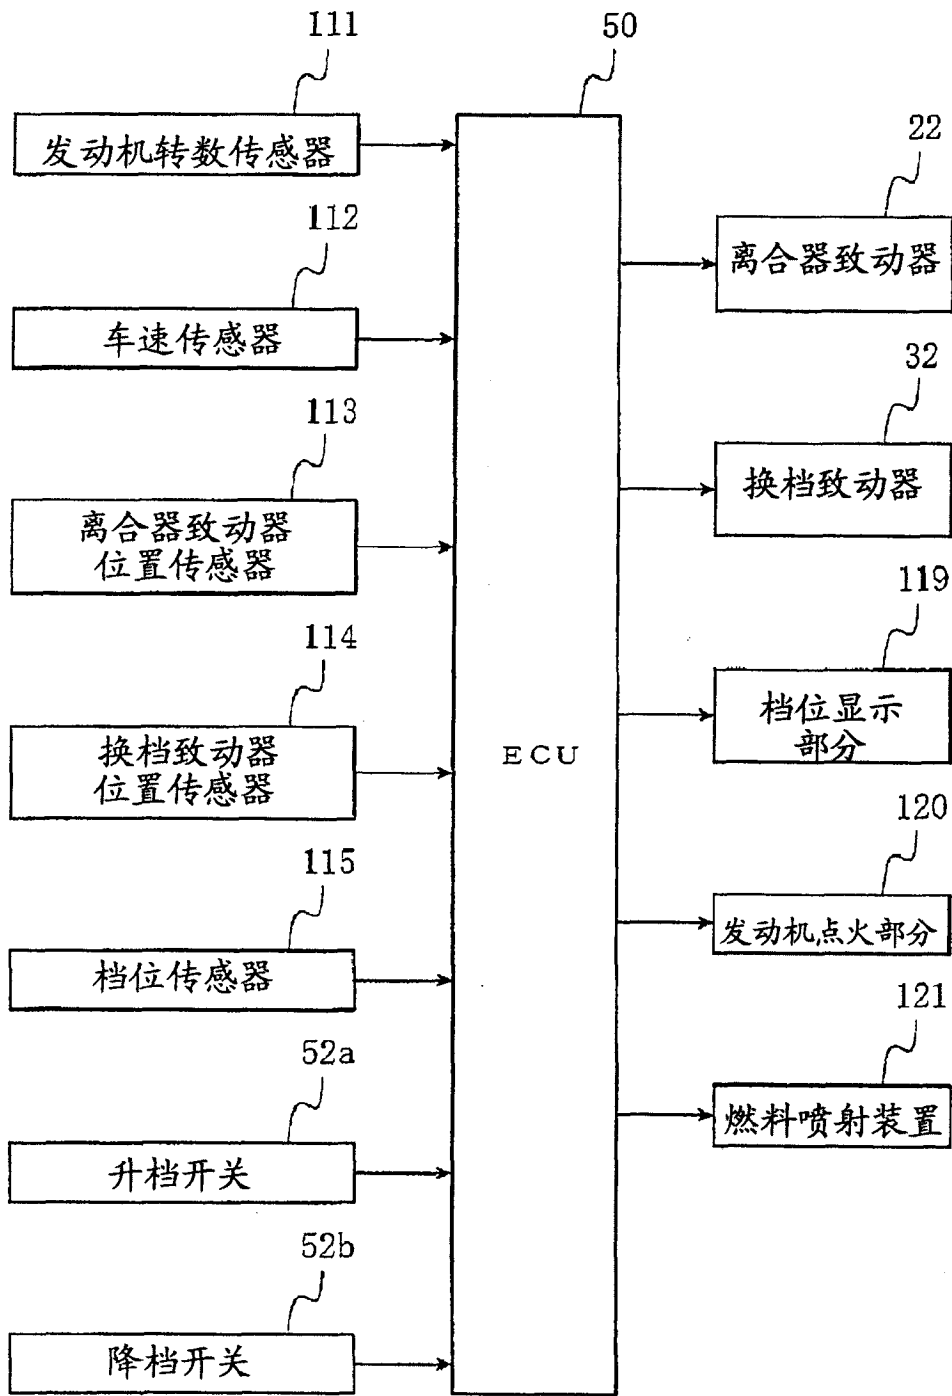 111
发动机转数传感器
112
车速传感器
113
离合器致动器
位置传感器
114
换档致动器
位置传感器
115
档位传感器
52a
升档开关
52b
降档开关
50
ECU
22
离合器致动器
32
换档致动器
119
档位显示
部分
120
发动机点火部分
121
燃料喷射装置